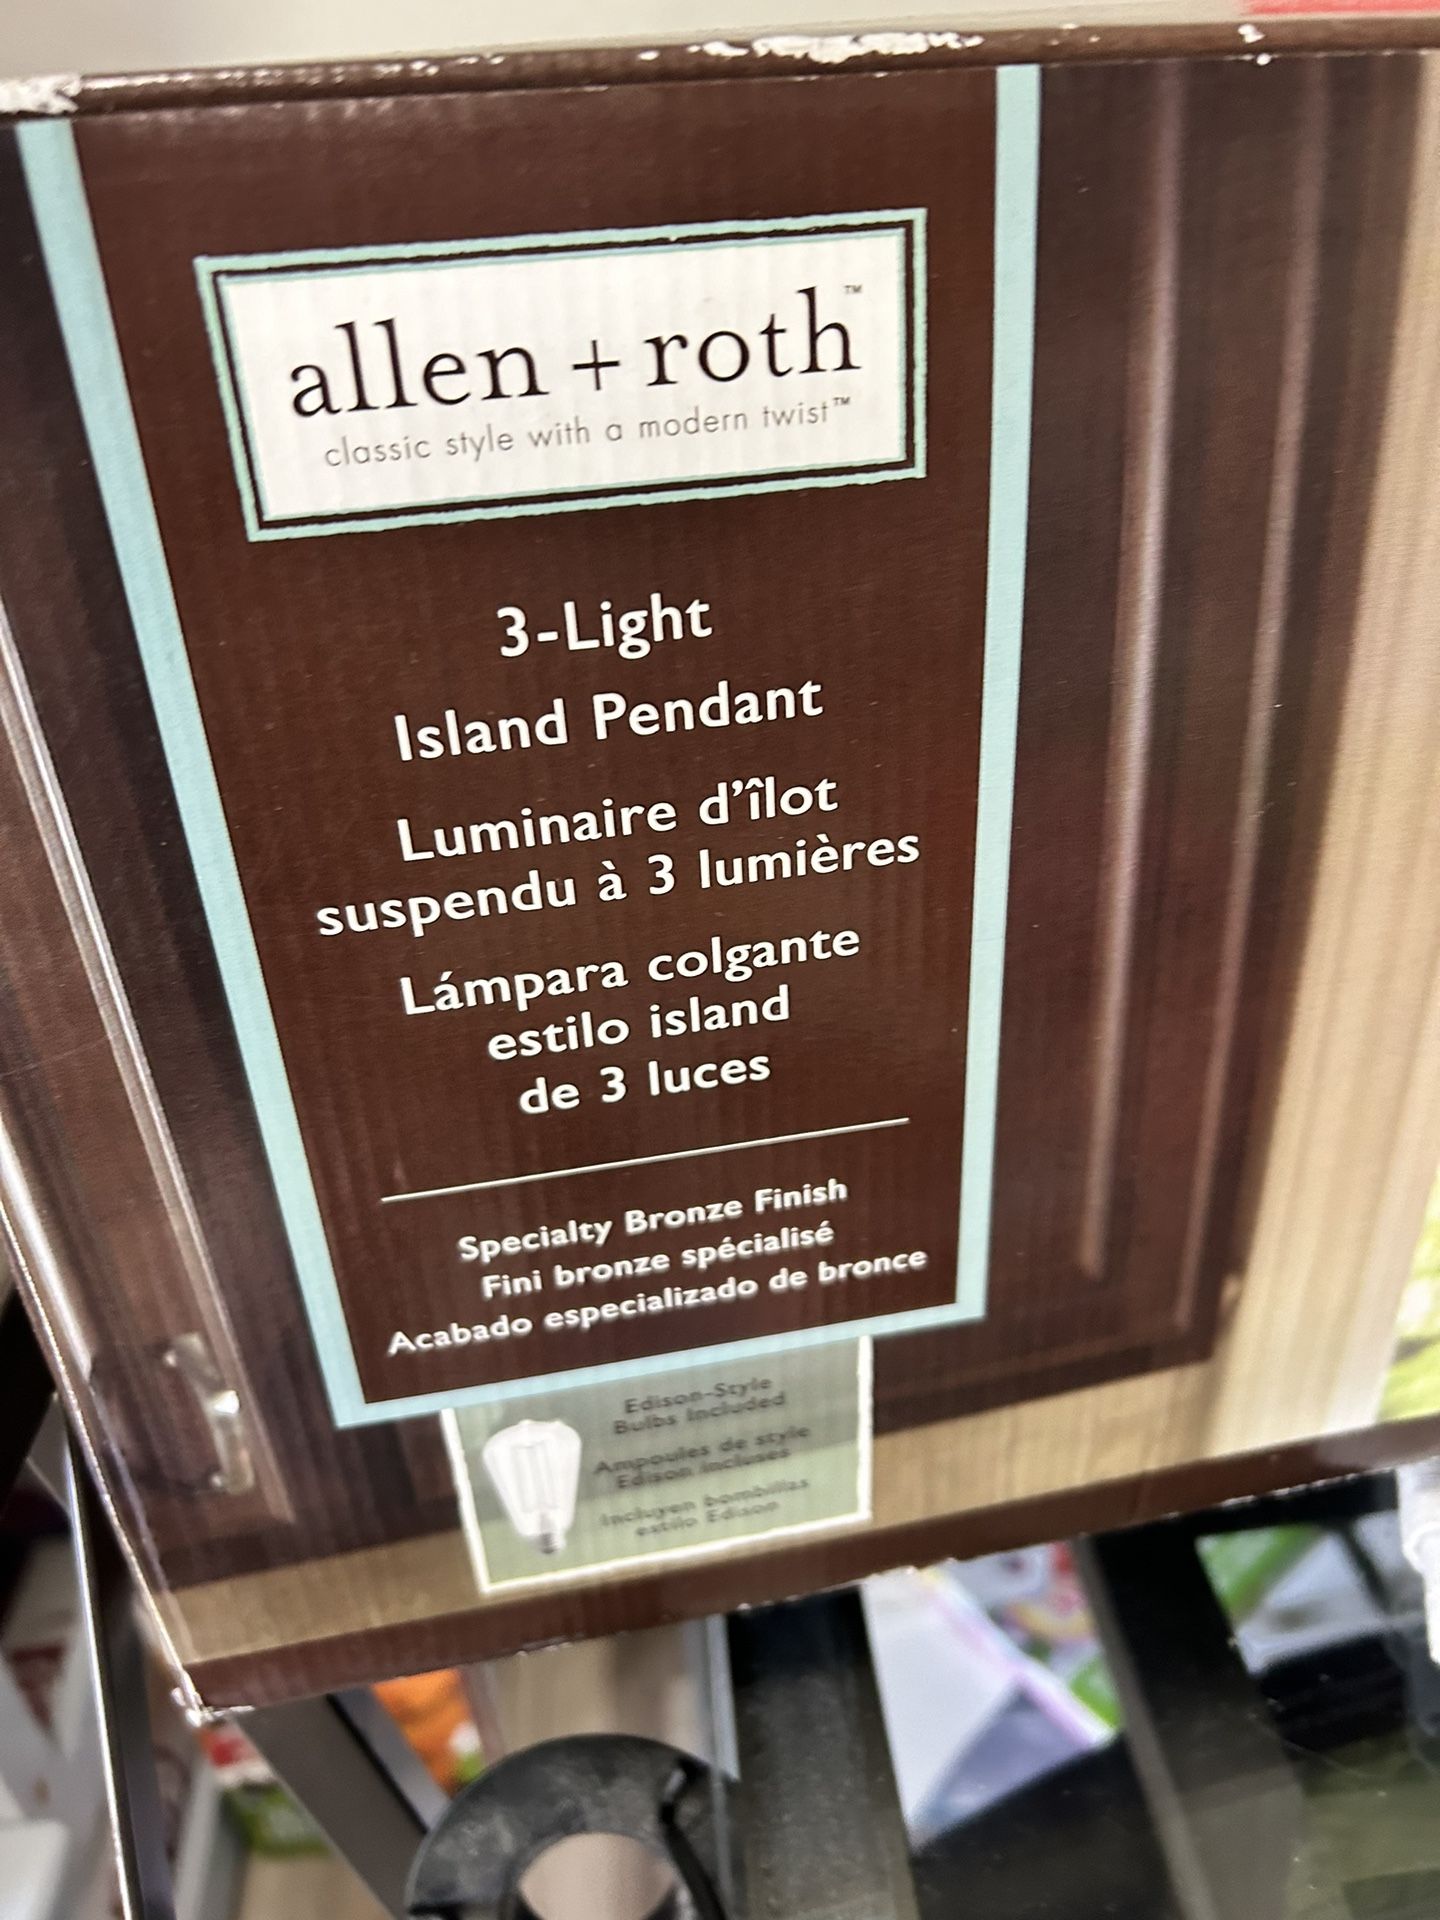 allen + roth™
classic style with a modern twist™
3-Light
Island Pendant
Luminaire d'îlot
suspendu à 3 lumières
Lámpara colgante
estilo island
de 3 luces
Specialty Bronze Finish
Fini bronze spécialisé
Acabado especializado de bronce
Edison-Style
Bulbs Included
Ampoules de style
Edison incluses
Incluyen bombillas
estilo Edison